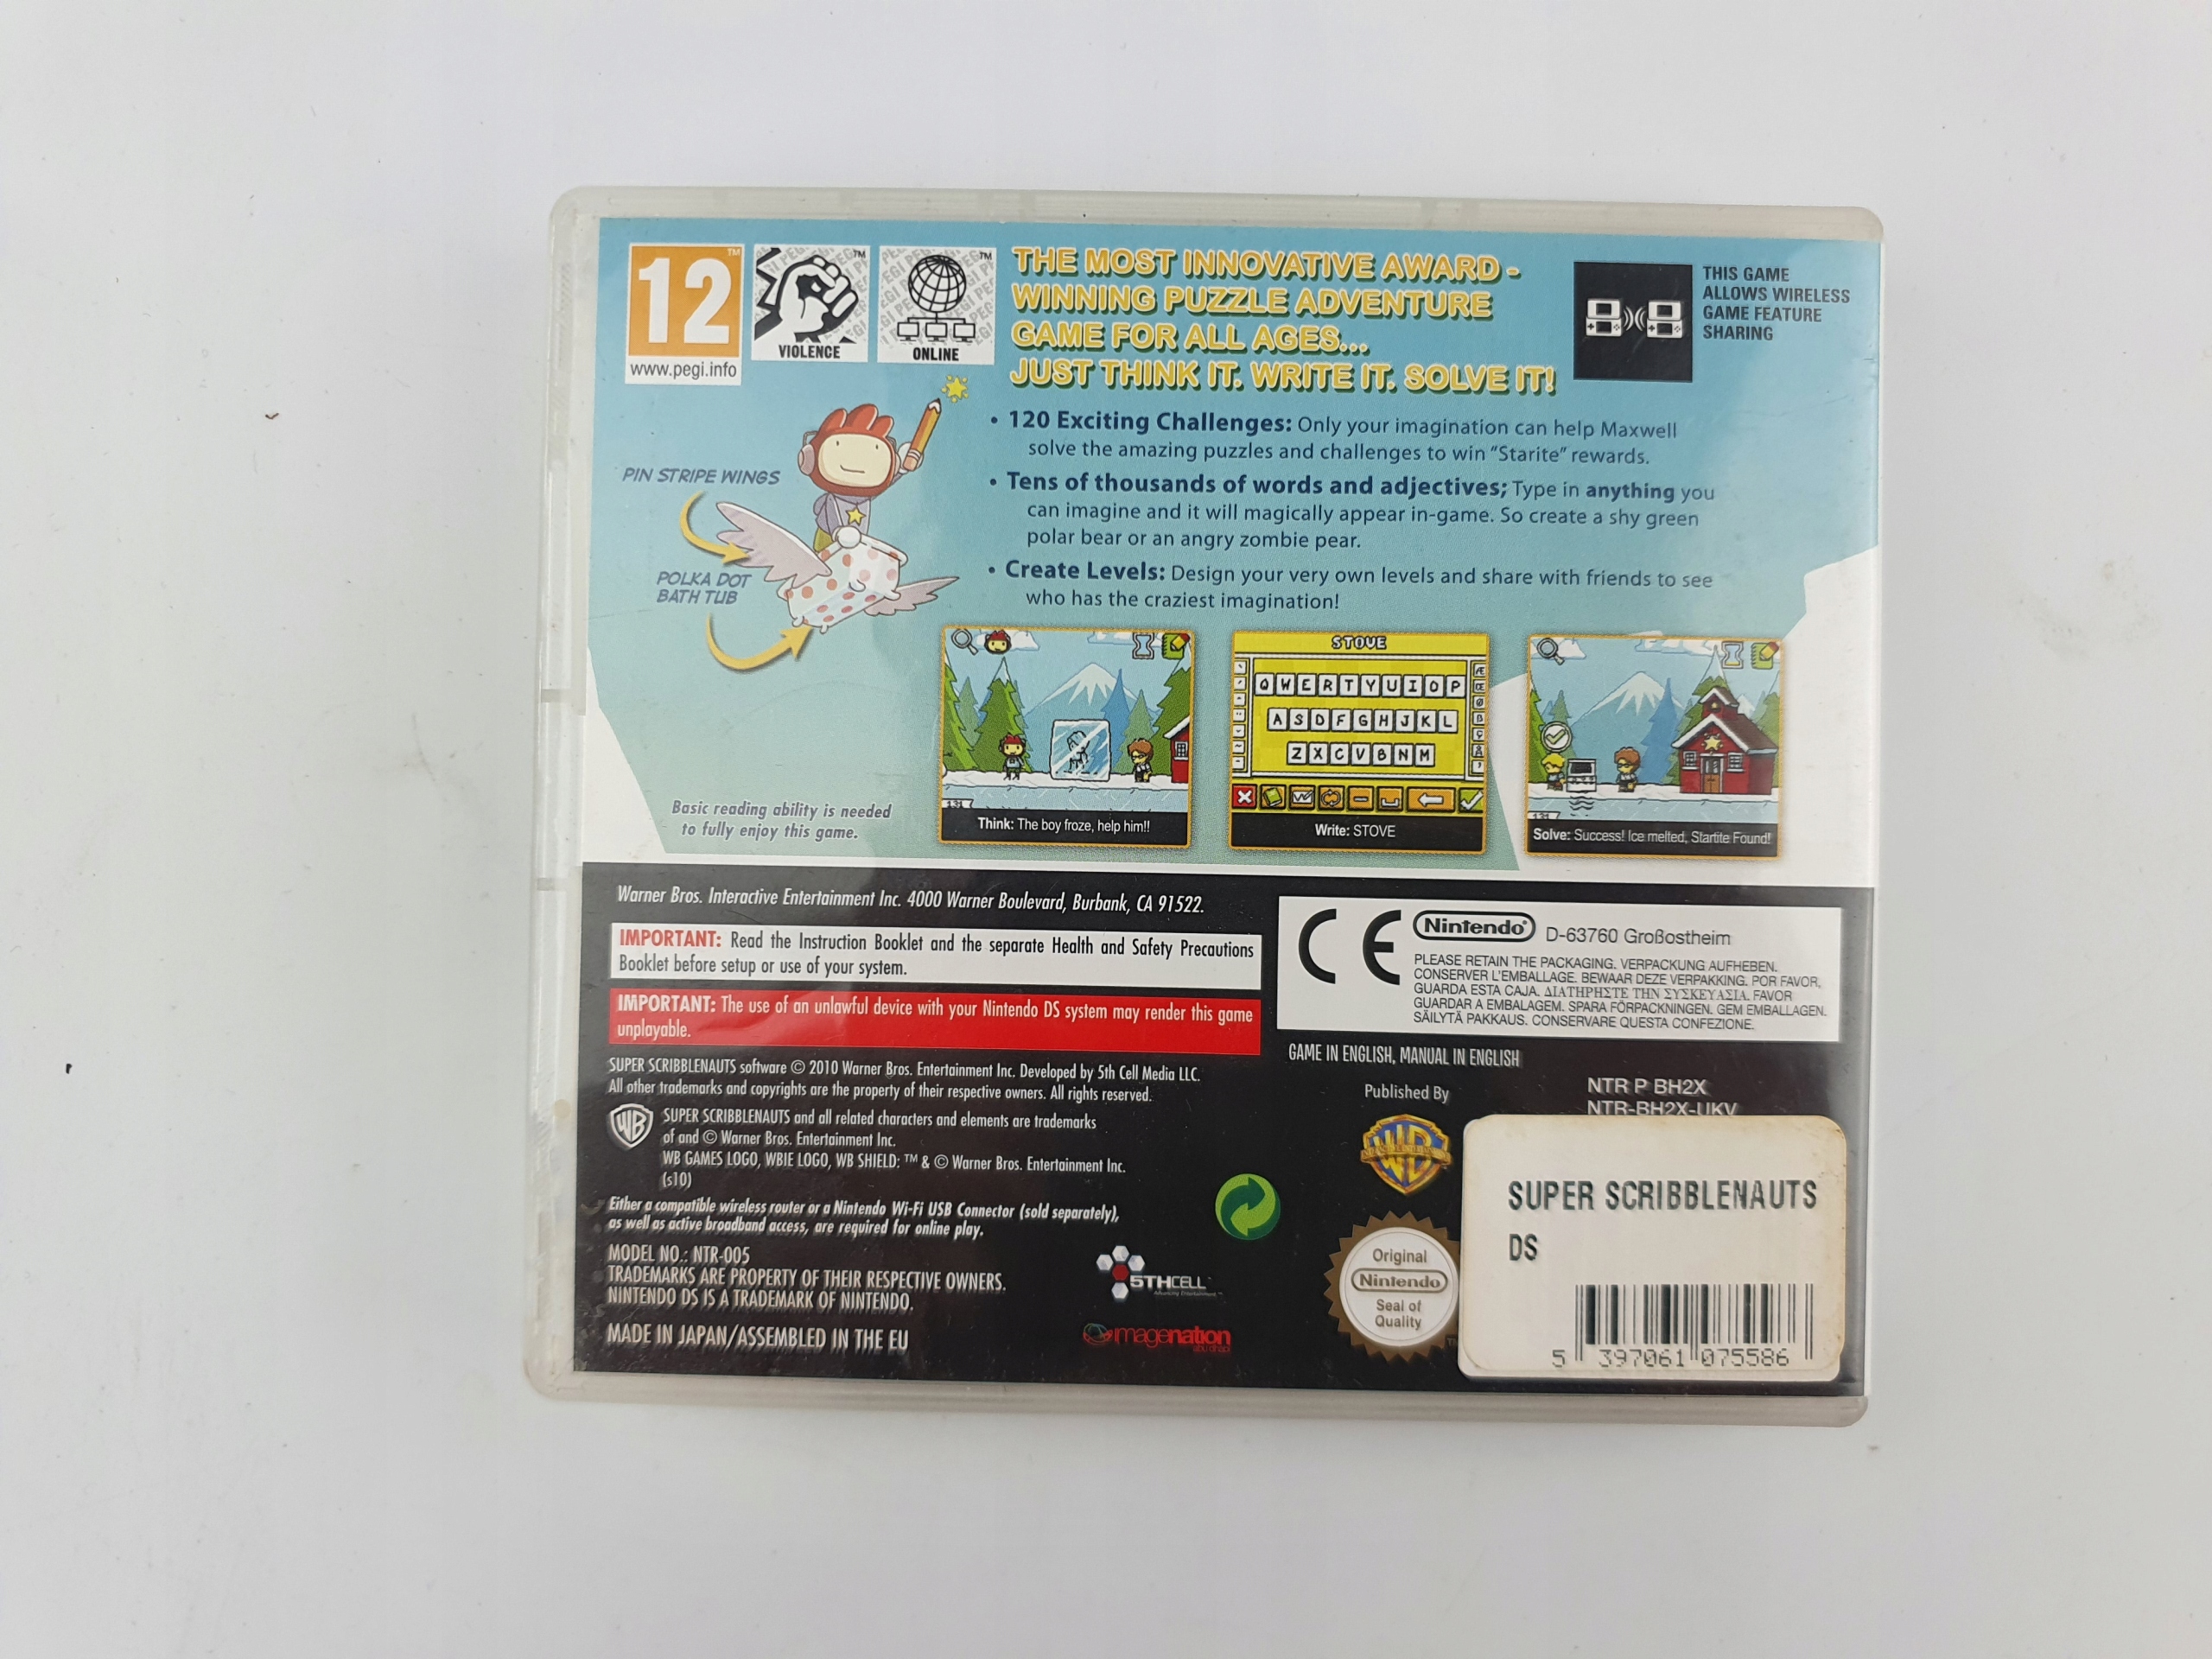 12
™
www.pegi.info
™
VIOLENCE
™
ONLINE
THE MOST INNOVATIVE AWARD -
WINNING PUZZLE ADVENTURE
GAME FOR ALL AGES...
JUST THINK IT. WRITE IT. SOLVE IT!
THIS GAME
ALLOWS WIRELESS
GAME FEATURE
SHARING
• 120 Exciting Challenges: Only your imagination can help Maxwell
solve the amazing puzzles and challenges to win "Starite" rewards.
• Tens of thousands of words and adjectives; Type in anything you
can imagine and it will magically appear in-game. So create a shy green
polar bear or an angry zombie pear.
• Create Levels: Design your very own levels and share with friends to see
who has the craziest imagination!
PIN STRIPE WINGS
POLKA DOT
BATH TUB
Basic reading ability is needed
to fully enjoy this game.
131
Think: The boy froze, help him!!
STOVE
Q W E R T Y U I O P
A S D F G H J K L
Z X C V B N M
Write: STOVE
131
Solve: Success! Ice melted, Startite Found!
Warner Bros. Interactive Entertainment Inc. 4000 Warner Boulevard, Burbank, CA 91522.
IMPORTANT: Read the Instruction Booklet and the separate Health and Safety Precautions
Booklet before setup or use of your system.
IMPORTANT: The use of an unlawful device with your Nintendo DS system may render this game
unplayable.
SUPER SCRIBBLENAUTS software © 2010 Warner Bros. Entertainment Inc. Developed by 5th Cell Media LLC.
All other trademarks and copyrights are the property of their respective owners. All rights reserved.
WB
SUPER SCRIBBLENAUTS and all related characters and elements are trademarks
of and © Warner Bros. Entertainment Inc.
WB GAMES LOGO, WBIE LOGO, WB SHIELD: ™ & © Warner Bros. Entertainment Inc.
(s10)
Either a compatible wireless router or a Nintendo Wi-Fi USB Connector (sold separately),
as well as active broadband access, are required for online play.
MODEL NO.: NTR-005
TRADEMARKS ARE PROPERTY OF THEIR RESPECTIVE OWNERS.
NINTENDO DS IS A TRADEMARK OF NINTENDO.
MADE IN JAPAN/ASSEMBLED IN THE EU
5THCELL™
Advancing Entertainment™
imagenation
abu dhabi
CE
Nintendo®
D-63760 Großostheim
PLEASE RETAIN THE PACKAGING. VERPACKUNG AUFHEBEN.
CONSERVER L'EMBALLAGE. BEWAAR DEZE VERPAKKING. POR FAVOR,
GUARDA ESTA CAJA. ΔΙΑΤΗΡΗΣΤΕ ΤΗΝ ΣΥΣΚΕΥΑΣΙΑ. FAVOR
GUARDAR A EMBALAGEM. SPARA FÖRPACKNINGEN. GEM EMBALLAGEN.
SÄILYTÄ PAKKAUS. CONSERVARE QUESTA CONFEZIONE.
GAME IN ENGLISH, MANUAL IN ENGLISH
Published By
WB
NTR P BH2X
NTR-BH2X-UKV
Original
Nintendo
Seal of
Quality
SUPER SCRIBBLENAUTS
DS
5 397061 075586